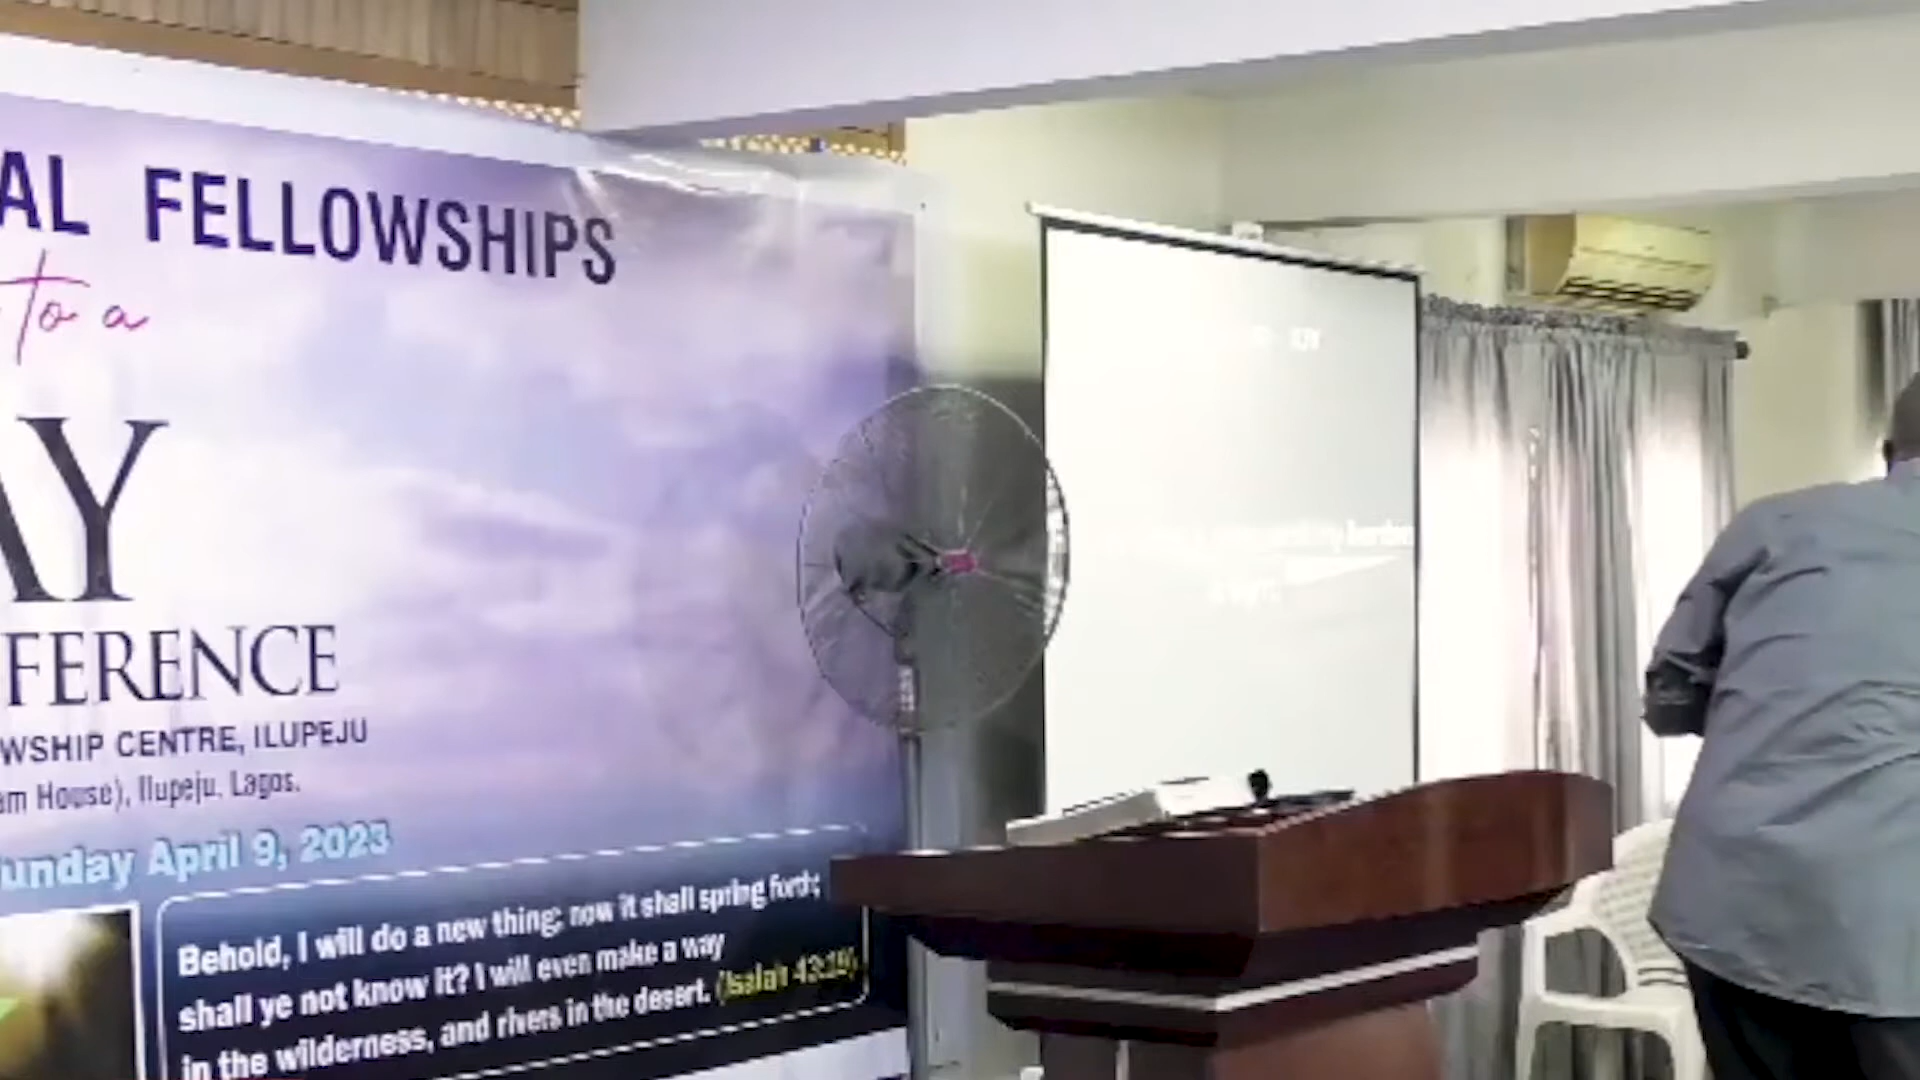 AL FELLOWSHIPS
to a
AY
FERENCE
WSHIP CENTRE, ILUPEJU
am House), Ilupeju, Lagos.
unday April 9, 2023
Behold, I will do a new thing; now it shall spring forth;
shall ye not know it? I will even make a way
in the wilderness, and rivers in the desert. (Isaiah 43:19)